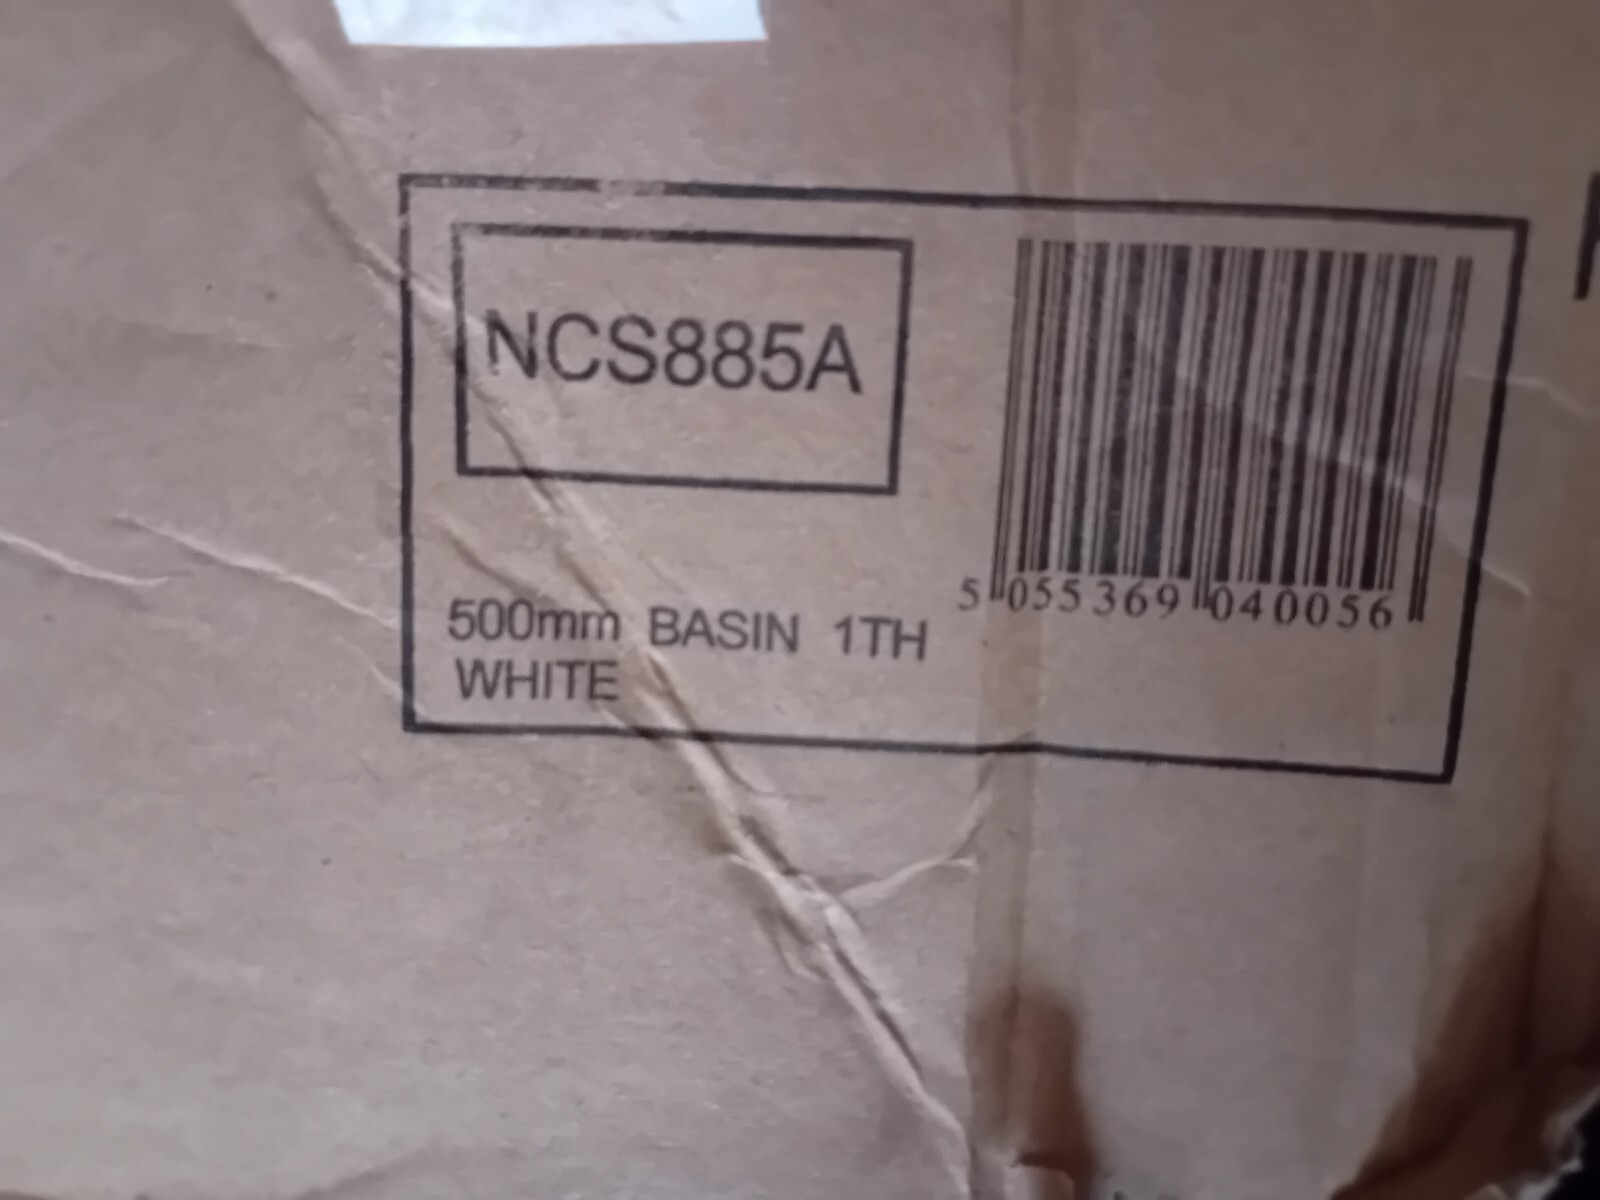 NCS885A
500mm BASIN 1TH
WHITE
5 055369 040056